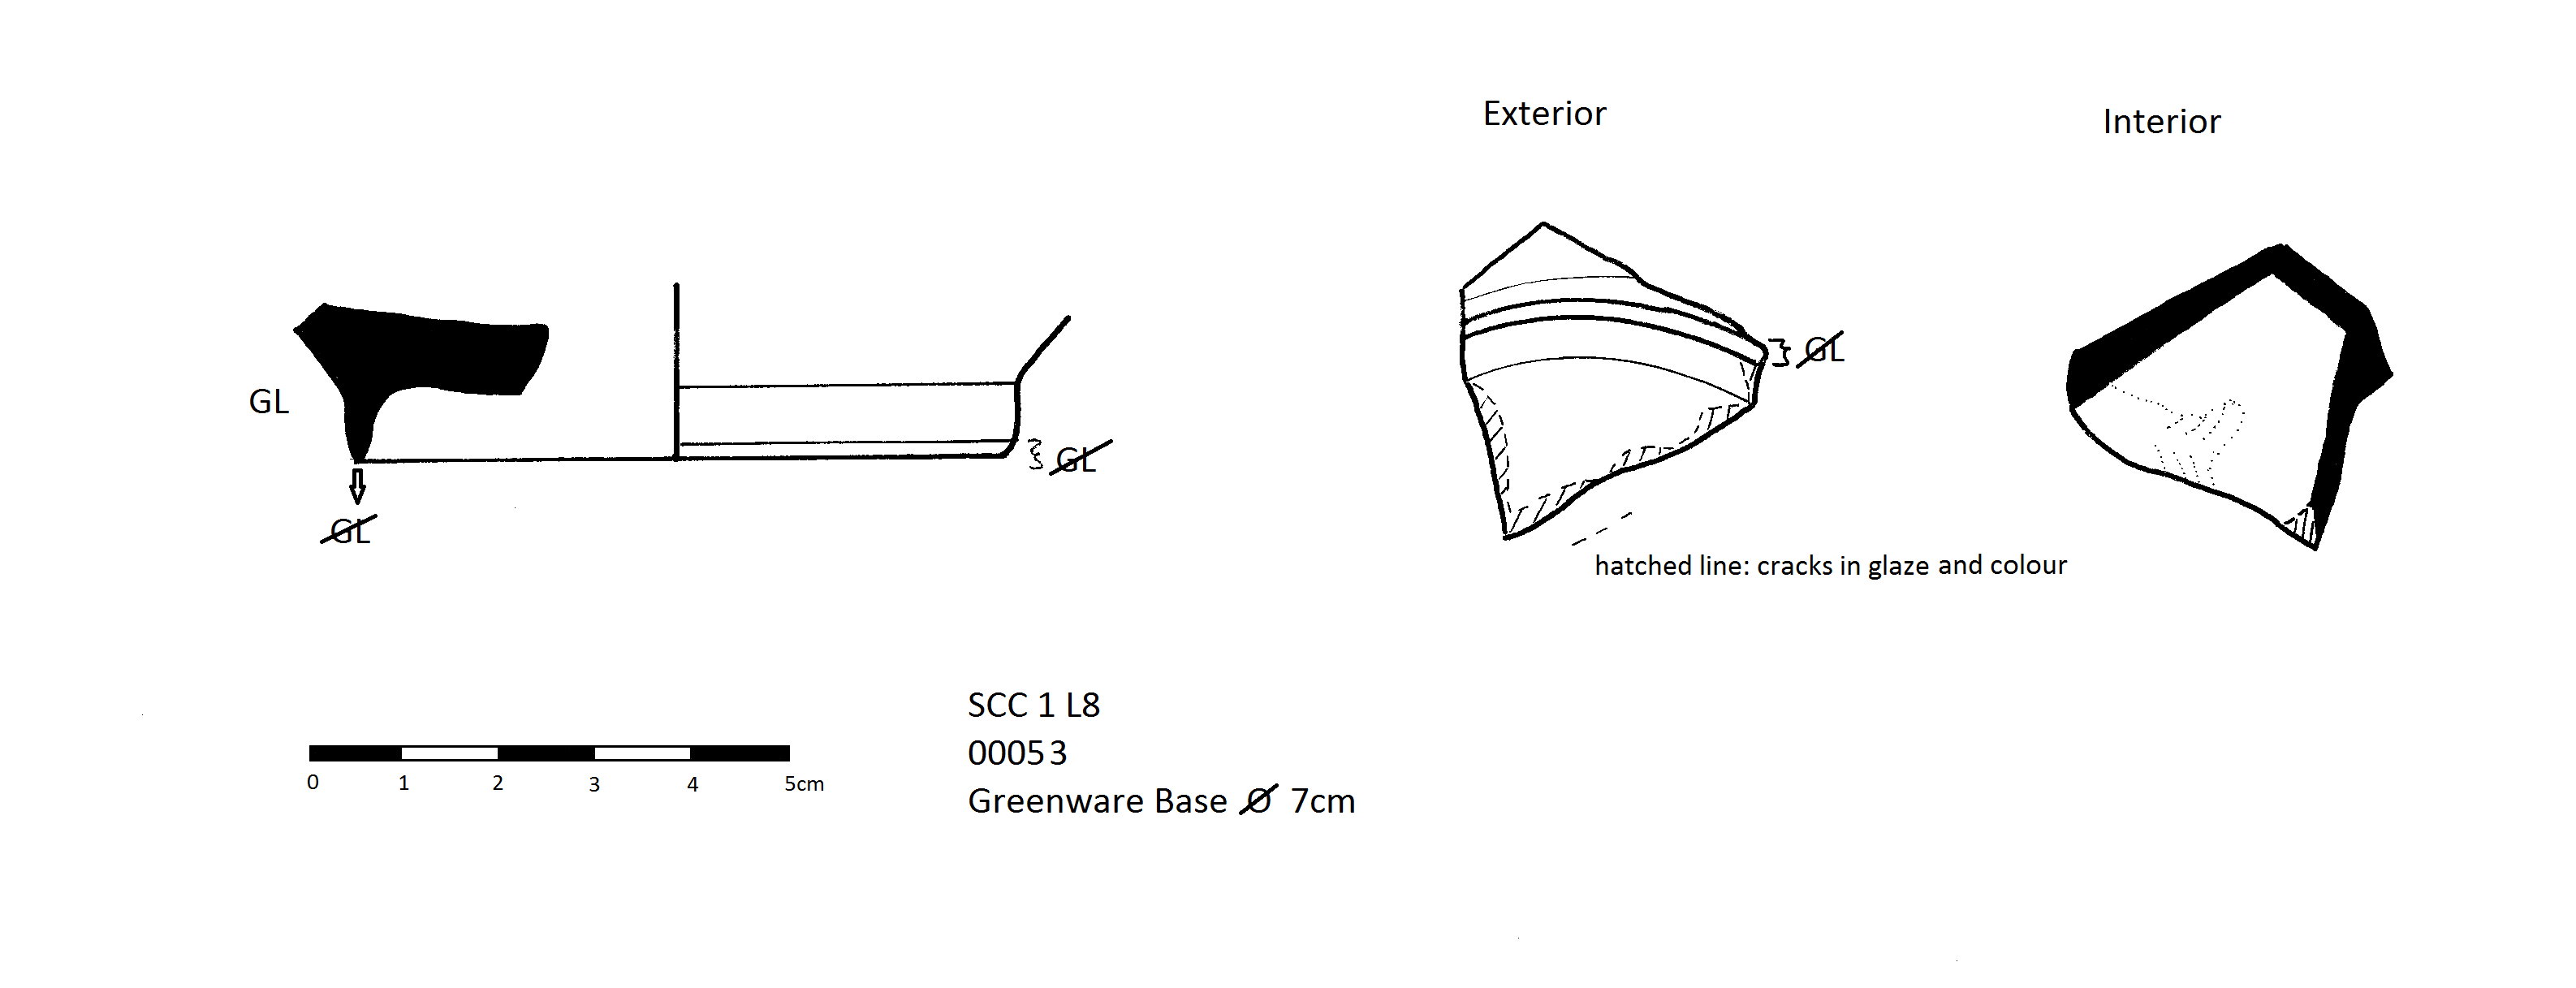 Exterior
Interior
GL
GL
GL
GL
hatched line: cracks in glaze and colour
SCC 1 L8
00053
Greenware Base Ø 7cm
0 1 2 3 4 5cm